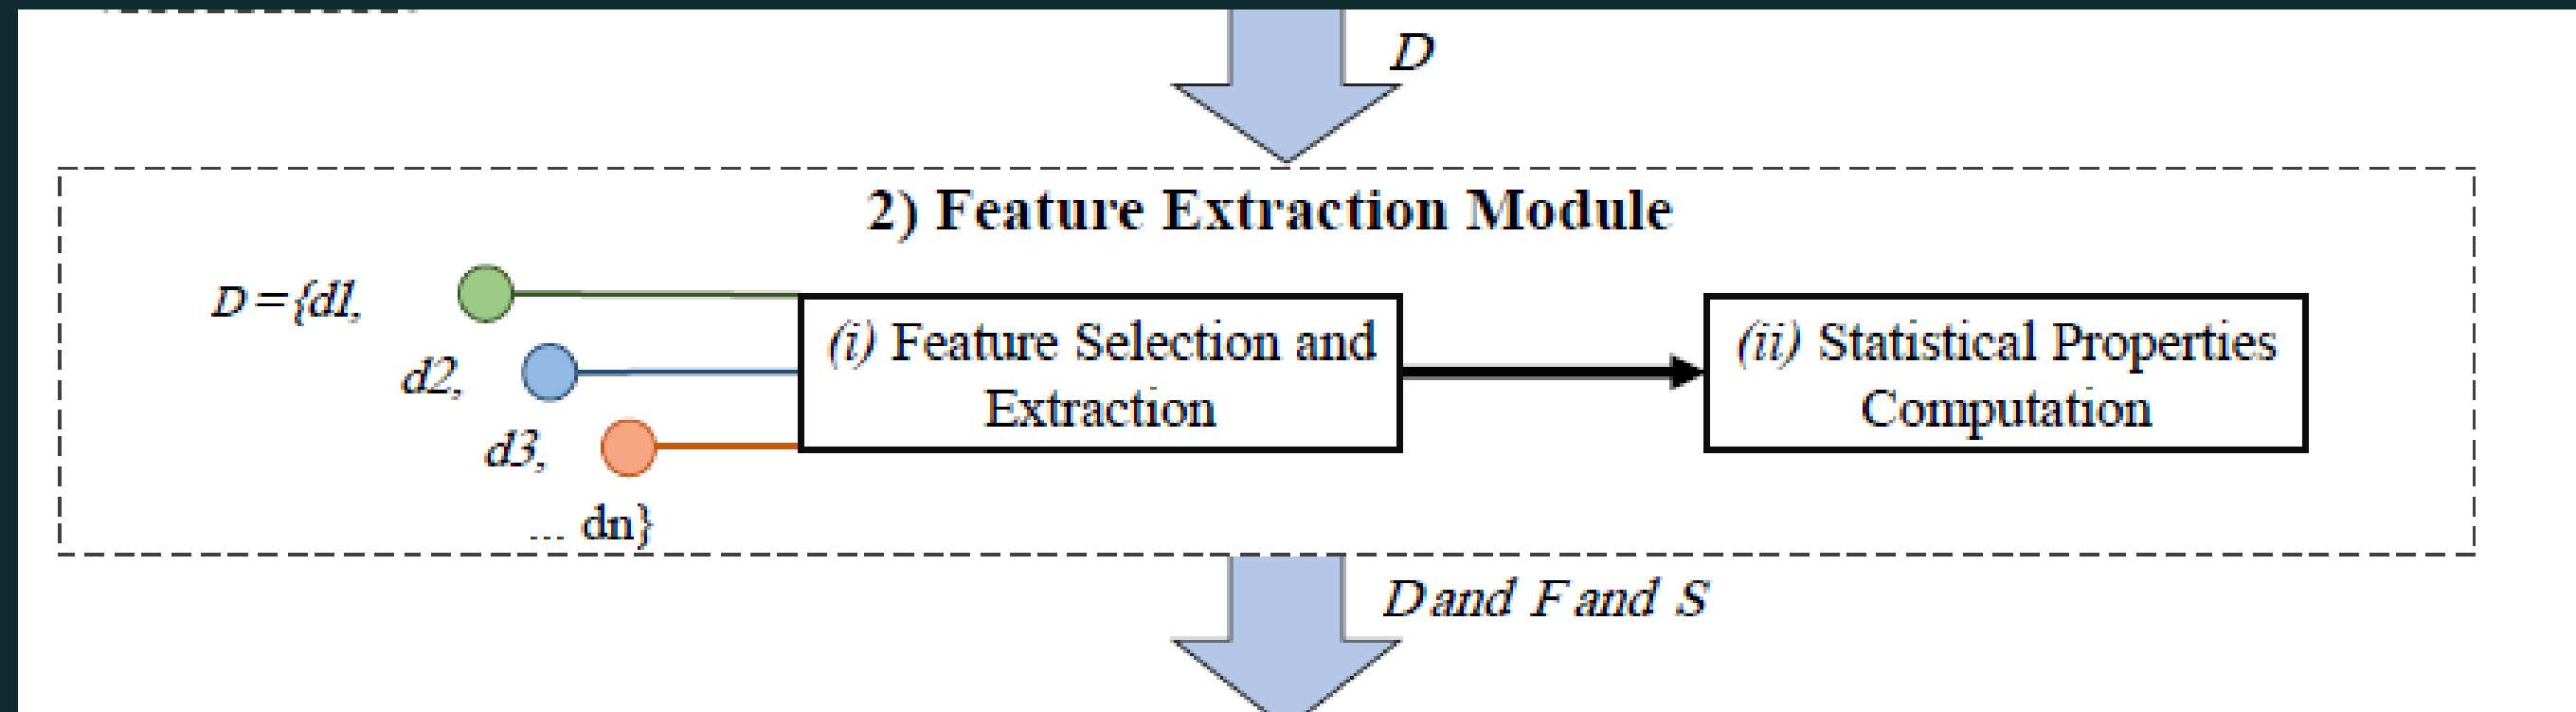 D
2) Feature Extraction Module
D={d1,
d2,
d3,
... dn}
(i) Feature Selection and
Extraction
(ii) Statistical Properties
Computation
D and F and S